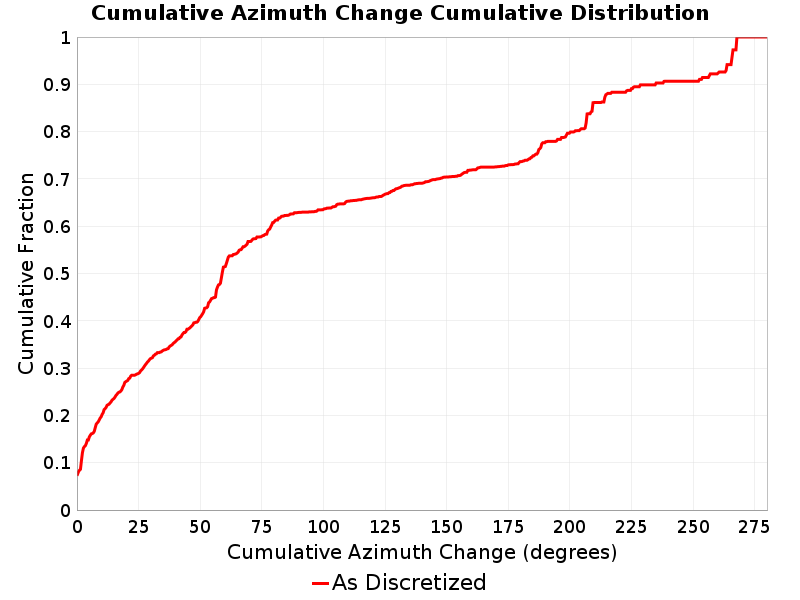 Cumulative Azimuth Change Cumulative Distribution
Cumulative Fraction
1
0.9
0.8
0.7
0.6
0.5
0.4
0.3
0.2
0.1
0
0 25 50 75 100 125 150 175 200 225 250 275
Cumulative Azimuth Change (degrees)
As Discretized